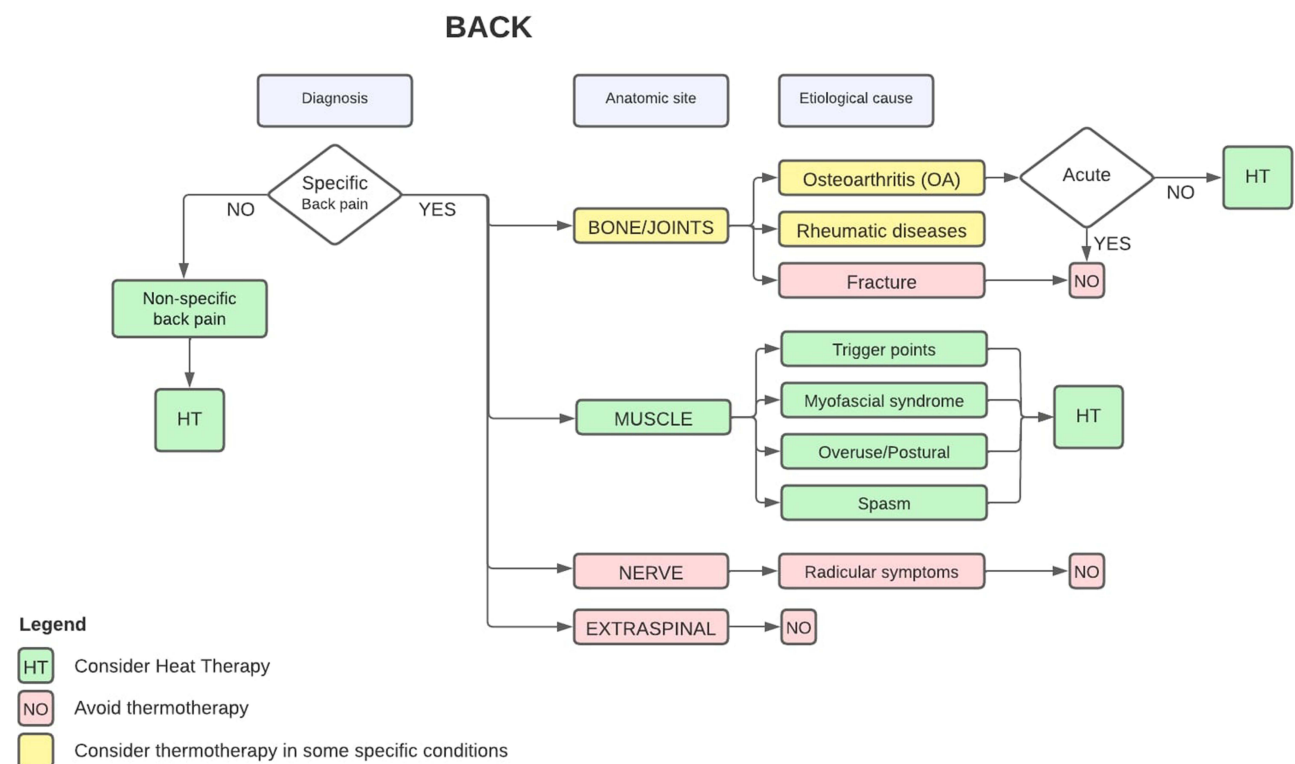 BACK
Diagnosis
Anatomic site
Etiological cause
Specific
Back pain
NO
YES
Non-specific
back pain
HT
BONE/JOINTS
Osteoarthritis (OA)
Acute
NO
HT
YES
Rheumatic diseases
Fracture
NO
MUSCLE
Trigger points
Myofascial syndrome
Overuse/Postural
Spasm
HT
NERVE
Radicular symptoms
NO
EXTRASPINAL
NO
Legend
HT Consider Heat Therapy
NO Avoid thermotherapy
Consider thermotherapy in some specific conditions